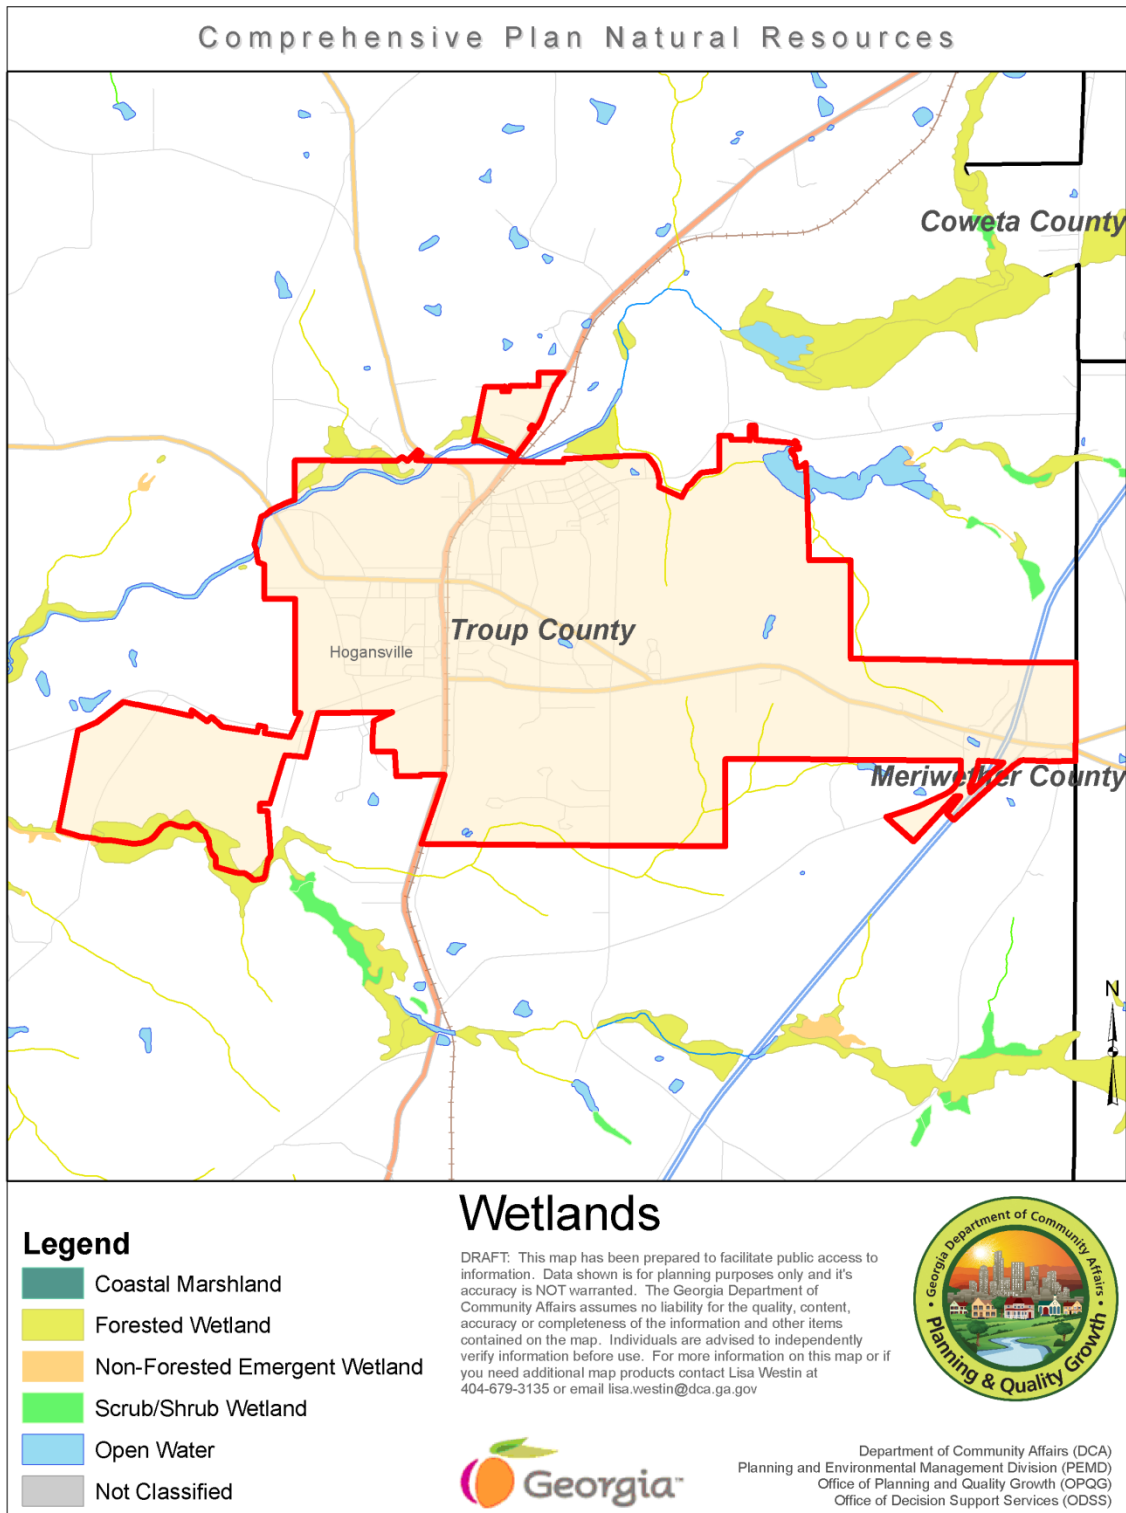 Comprehensive Plan Natural Resources
Coweta County
Troup County
Hogansville
Meriwether County
N
Wetlands
DRAFT: This map has been prepared to facilitate public access to
information. Data shown is for planning purposes only and it's
accuracy is NOT warranted. The Georgia Department of
Community Affairs assumes no liability for the quality, content,
accuracy or completeness of the information and other items
contained on the map. Individuals are advised to independently
verify information before use. For more information on this map or if
you need additional map products contact Lisa Westin at
404-679-3135 or email lisa.westin@dca.ga.gov
Legend
Coastal Marshland
Forested Wetland
Non-Forested Emergent Wetland
Scrub/Shrub Wetland
Open Water
Not Classified
Georgia Department of Community Affairs
Planning & Quality Growth
Georgia™
Department of Community Affairs (DCA)
Planning and Environmental Management Division (PEMD)
Office of Planning and Quality Growth (OPQG)
Office of Decision Support Services (ODSS)